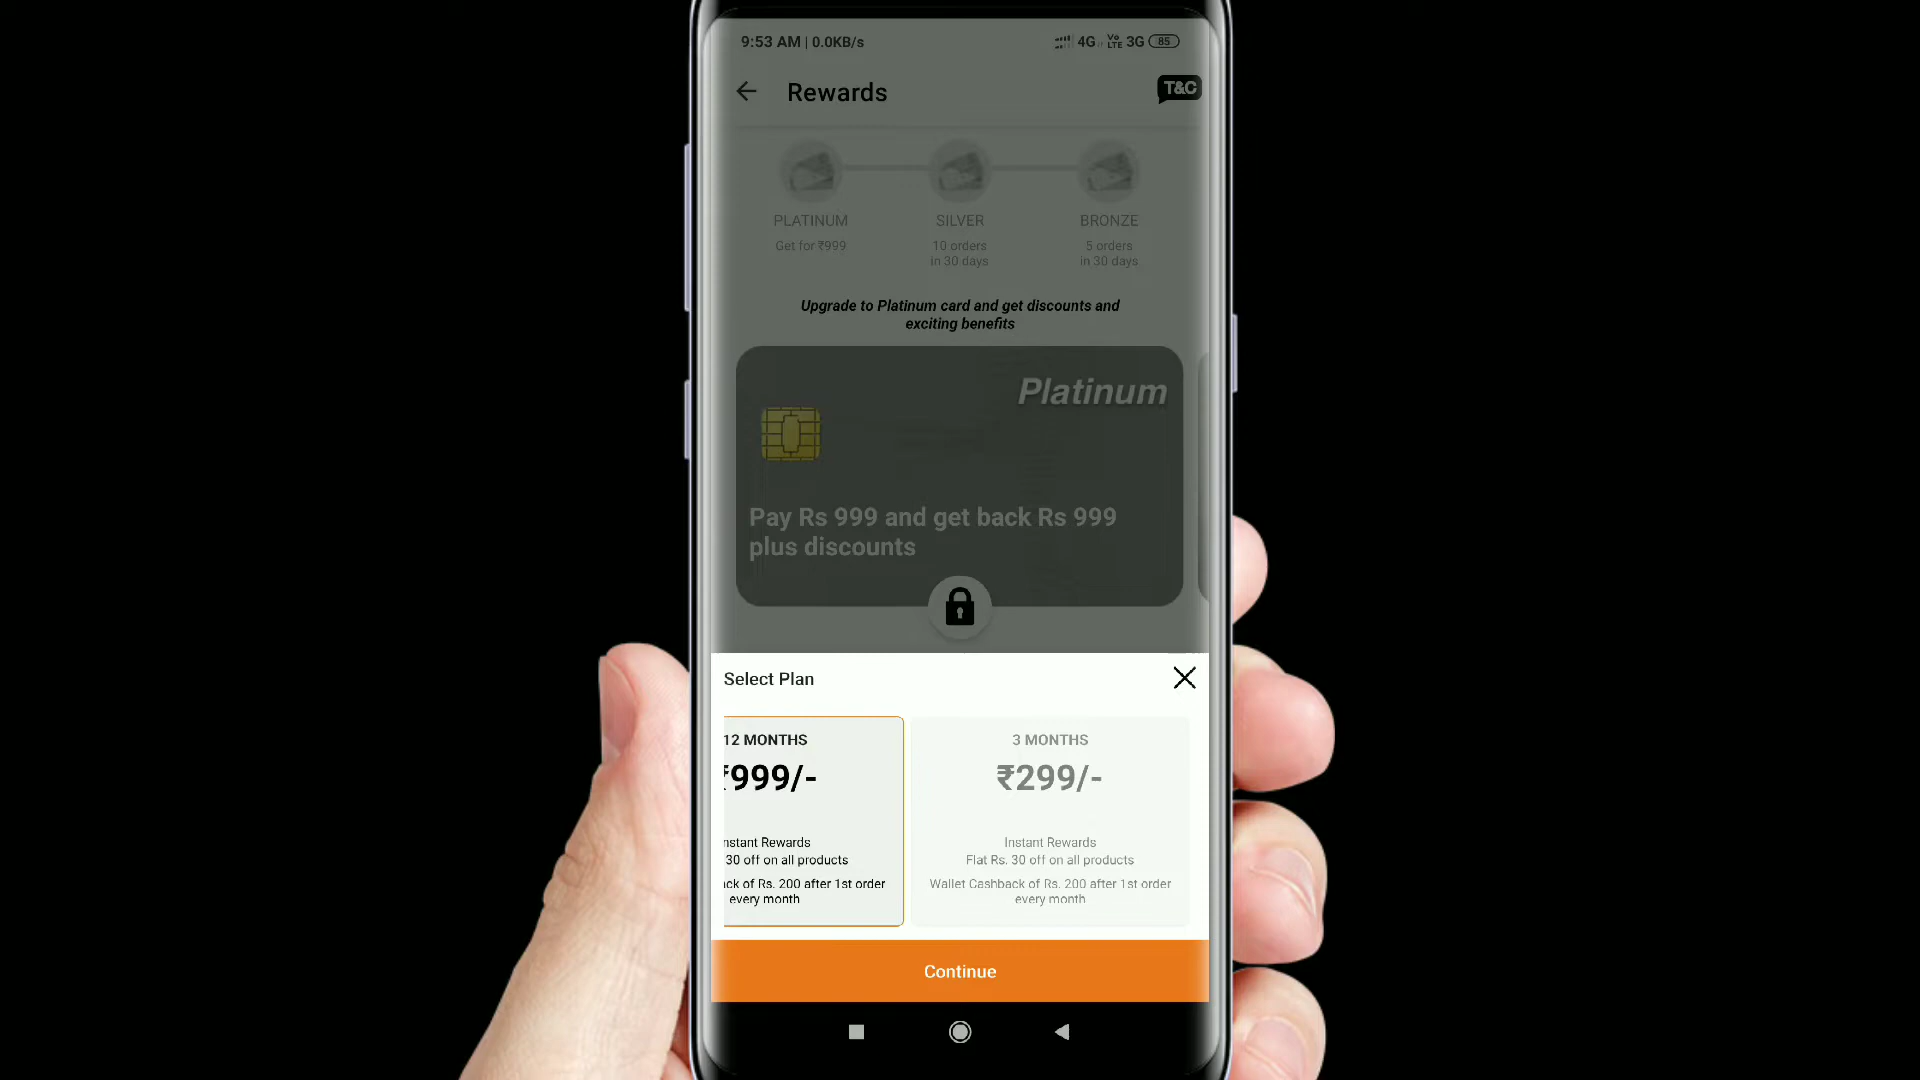 9:53 AM | 0.0KB/s 4G Vo LTE 3G 85
Rewards
T&C
PLATINUM SILVER BRONZE
Get for ₹999 10 orders 5 orders
in 30 days in 30 days
Upgrade to Platinum card and get discounts and
exciting benefits
Platinum
Pay Rs 999 and get back Rs 999
plus discounts
Select Plan
12 MONTHS
₹999/-
nstant Rewards
30 off on all products
ck of Rs. 200 after 1st order
every month
3 MONTHS
₹299/-
Instant Rewards
Flat Rs. 30 off on all products
Wallet Cashback of Rs. 200 after 1st order
every month
Continue